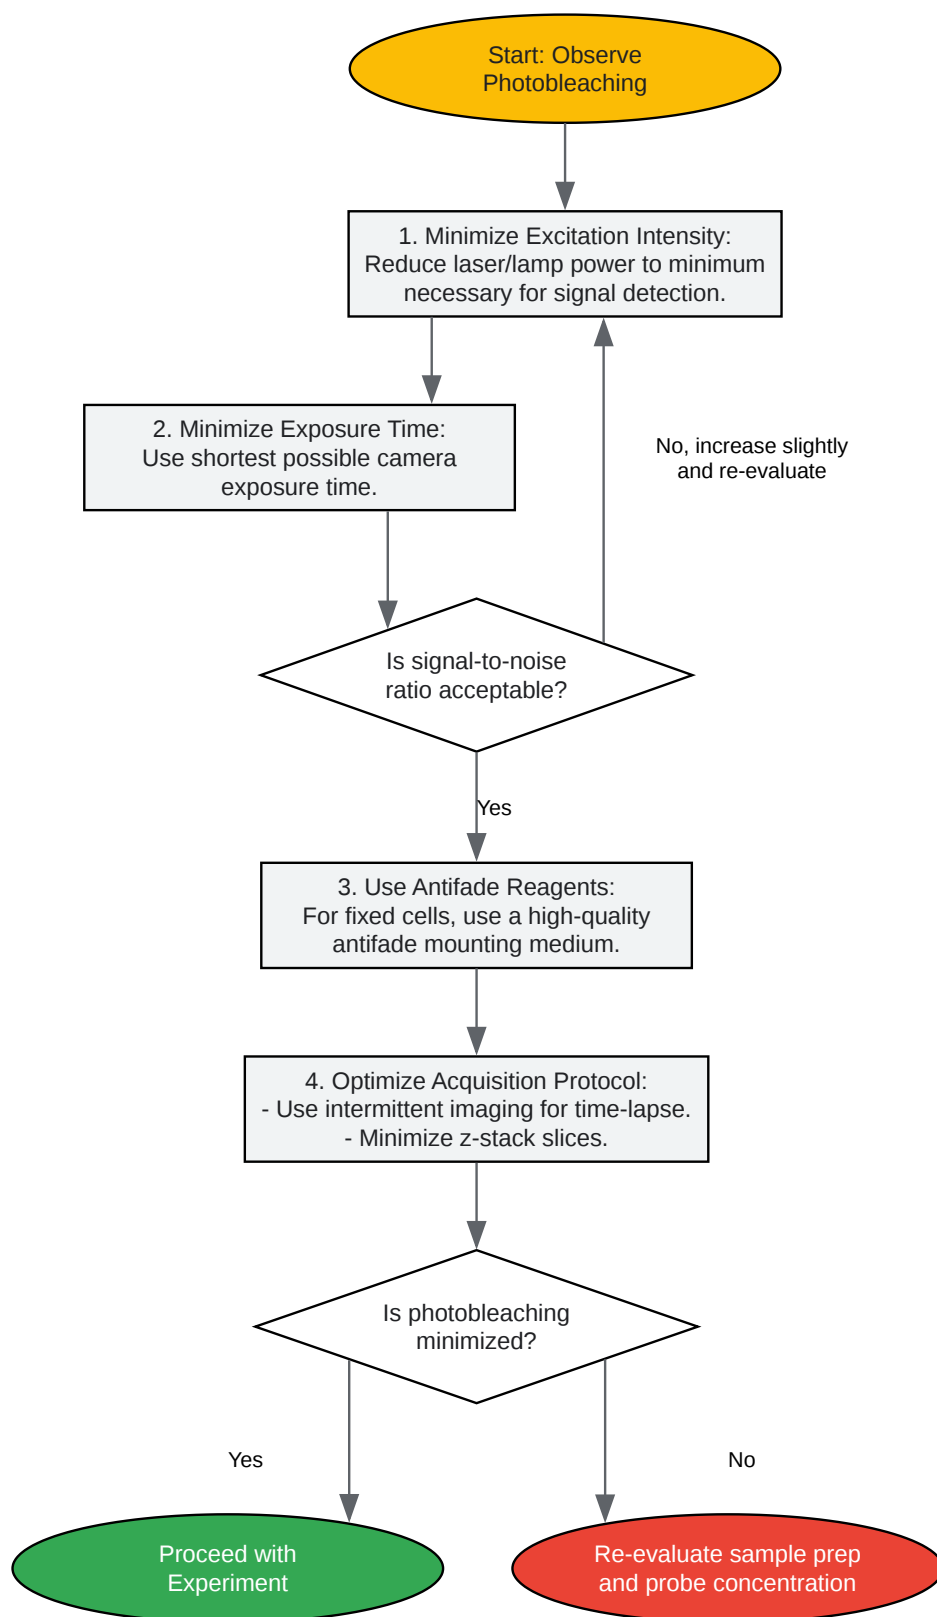 Start: Observe
Photobleaching
1. Minimize Excitation Intensity:
Reduce laser/lamp power to minimum
necessary for signal detection.
2. Minimize Exposure Time:
Use shortest possible camera
exposure time.
No, increase slightly
and re-evaluate
Is signal-to-noise
ratio acceptable?
Yes
3. Use Antifade Reagents:
For fixed cells, use a high-quality
antifade mounting medium.
4. Optimize Acquisition Protocol:
- Use intermittent imaging for time-lapse.
- Minimize z-stack slices.
Is photobleaching
minimized?
Yes
No
Proceed with
Experiment
Re-evaluate sample prep
and probe concentration